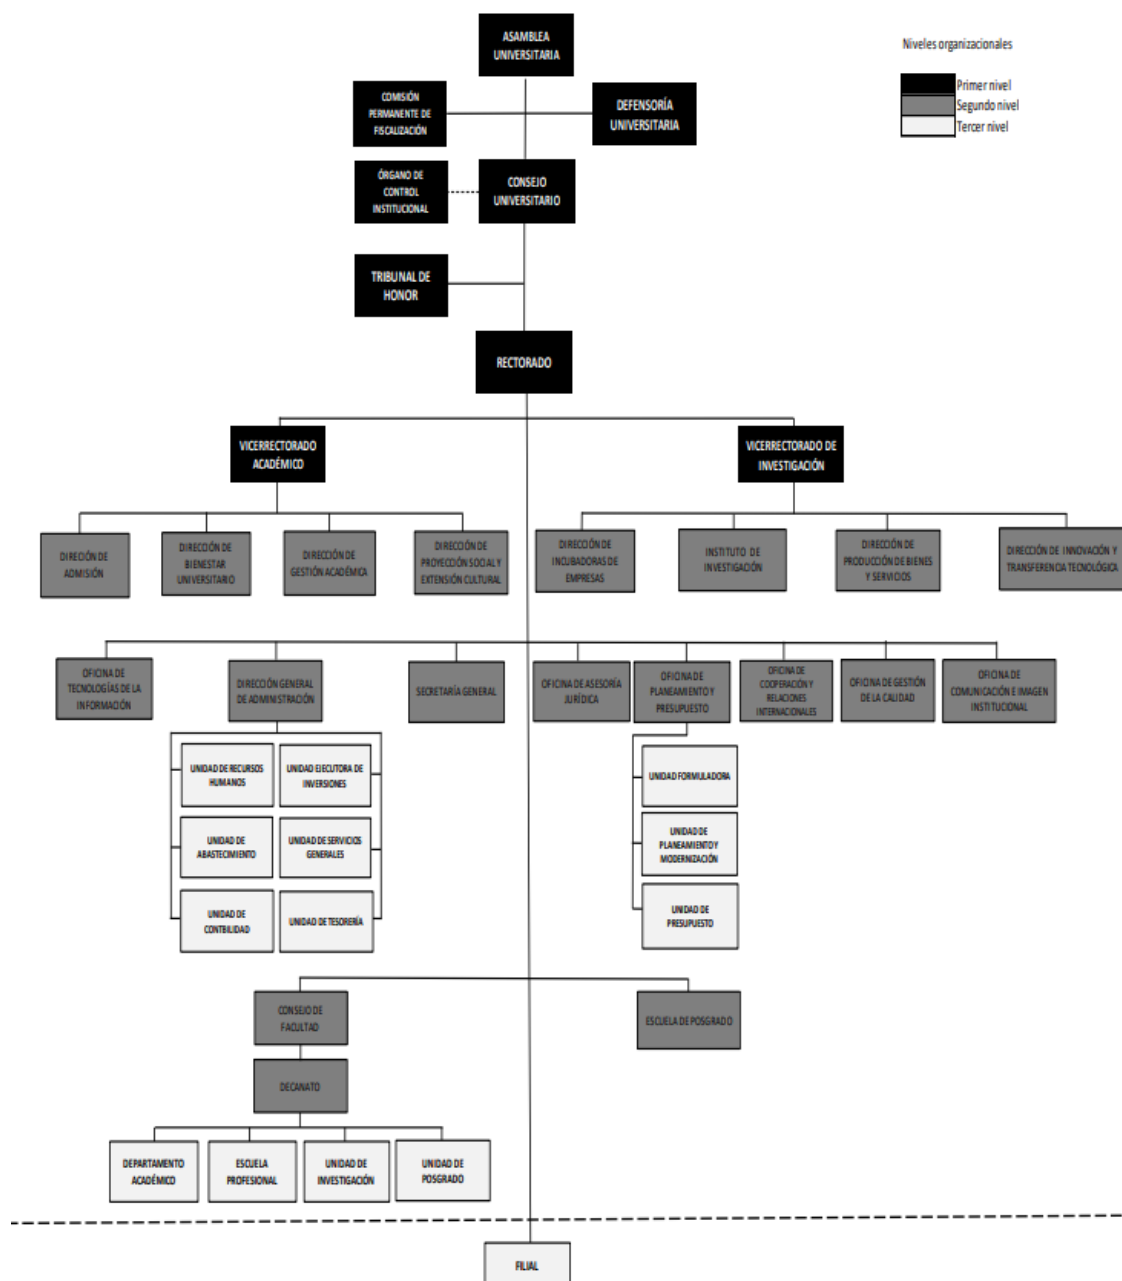 ASAMBLEA
UNIVERSITARIA
Niveles organizacionales
Primer nivel
Segundo nivel
Tercer nivel
COMISIÓN
PERMANENTE DE
FISCALIZACIÓN
DEFENSORÍA
UNIVERSITARIA
ÓRGANO DE
CONTROL
INSTITUCIONAL
CONSEJO
UNIVERSITARIO
TRIBUNAL DE
HONOR
RECTORADO
VICERRECTORADO
ACADÉMICO
VICERRECTORADO DE
INVESTIGACIÓN
DIRECIÓN DE
ADMISIÓN
DIRECCIÓN DE
BIENESTAR
UNIVERSITARIO
DIRECCIÓN DE
GESTIÓN ACADÉMICA
DIRECCIÓN DE
PROYECCIÓN SOCIAL Y
EXTENSIÓN CULTURAL
DIRECCIÓN DE
INCUBADORAS DE
EMPRESAS
INSTITUTO DE
INVESTIGACIÓN
DIRECCIÓN DE
PRODUCCIÓN DE BIENES
Y SERVICIOS
DIRECCIÓN DE INNOVACIÓN Y
TRANSFERENCIA TECNOLÓGICA
OFICINA DE
TECNOLOGÍAS DE LA
INFORMACIÓN
DIRECCIÓN GENERAL
DE ADMINISTRACIÓN
SECRETARÍA GENERAL
OFICINA DE ASESORÍA
JURÍDICA
OFICINA DE
PLANEAMIENTO Y
PRESUPUESTO
OFICINA DE
COOPERACIÓN Y
RELACIONES
INTERNACIONALES
OFICINA DE GESTIÓN
DE LA CALIDAD
OFICINA DE
COMUNICACIÓN E IMAGEN
INSTITUCIONAL
UNIDAD DE RECURSOS
HUMANOS
UNIDAD EJECUTORA DE
INVERSIONES
UNIDAD DE
ABASTECIMIENTO
UNIDAD DE SERVICIOS
GENERALES
UNIDAD DE
CONTBILIDAD
UNIDAD DE TESORERÍA
UNIDAD FORMULADORA
UNIDAD DE
PLANEAMIENTO Y
MODERNIZACIÓN
UNIDAD DE
PRESUPUESTO
CONSEJO DE
FACULTAD
ESCUELA DE POSGRADO
DECANATO
DEPARTAMENTO
ACADÉMICO
ESCUELA
PROFESIONAL
UNIDAD DE
INVESTIGACIÓN
UNIDAD DE
POSGRADO
FILIAL